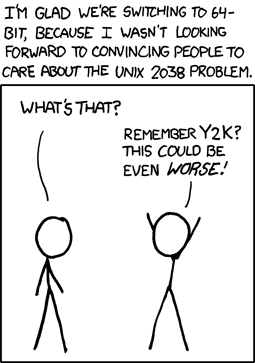 I'M GLAD WE'RE SWITCHING TO 64-
BIT, BECAUSE I WASN'T LOOKING
FORWARD TO CONVINCING PEOPLE TO
CARE ABOUT THE UNIX 2038 PROBLEM.
WHAT'S THAT?
REMEMBER Y2K?
THIS COULD BE
EVEN WORSE!